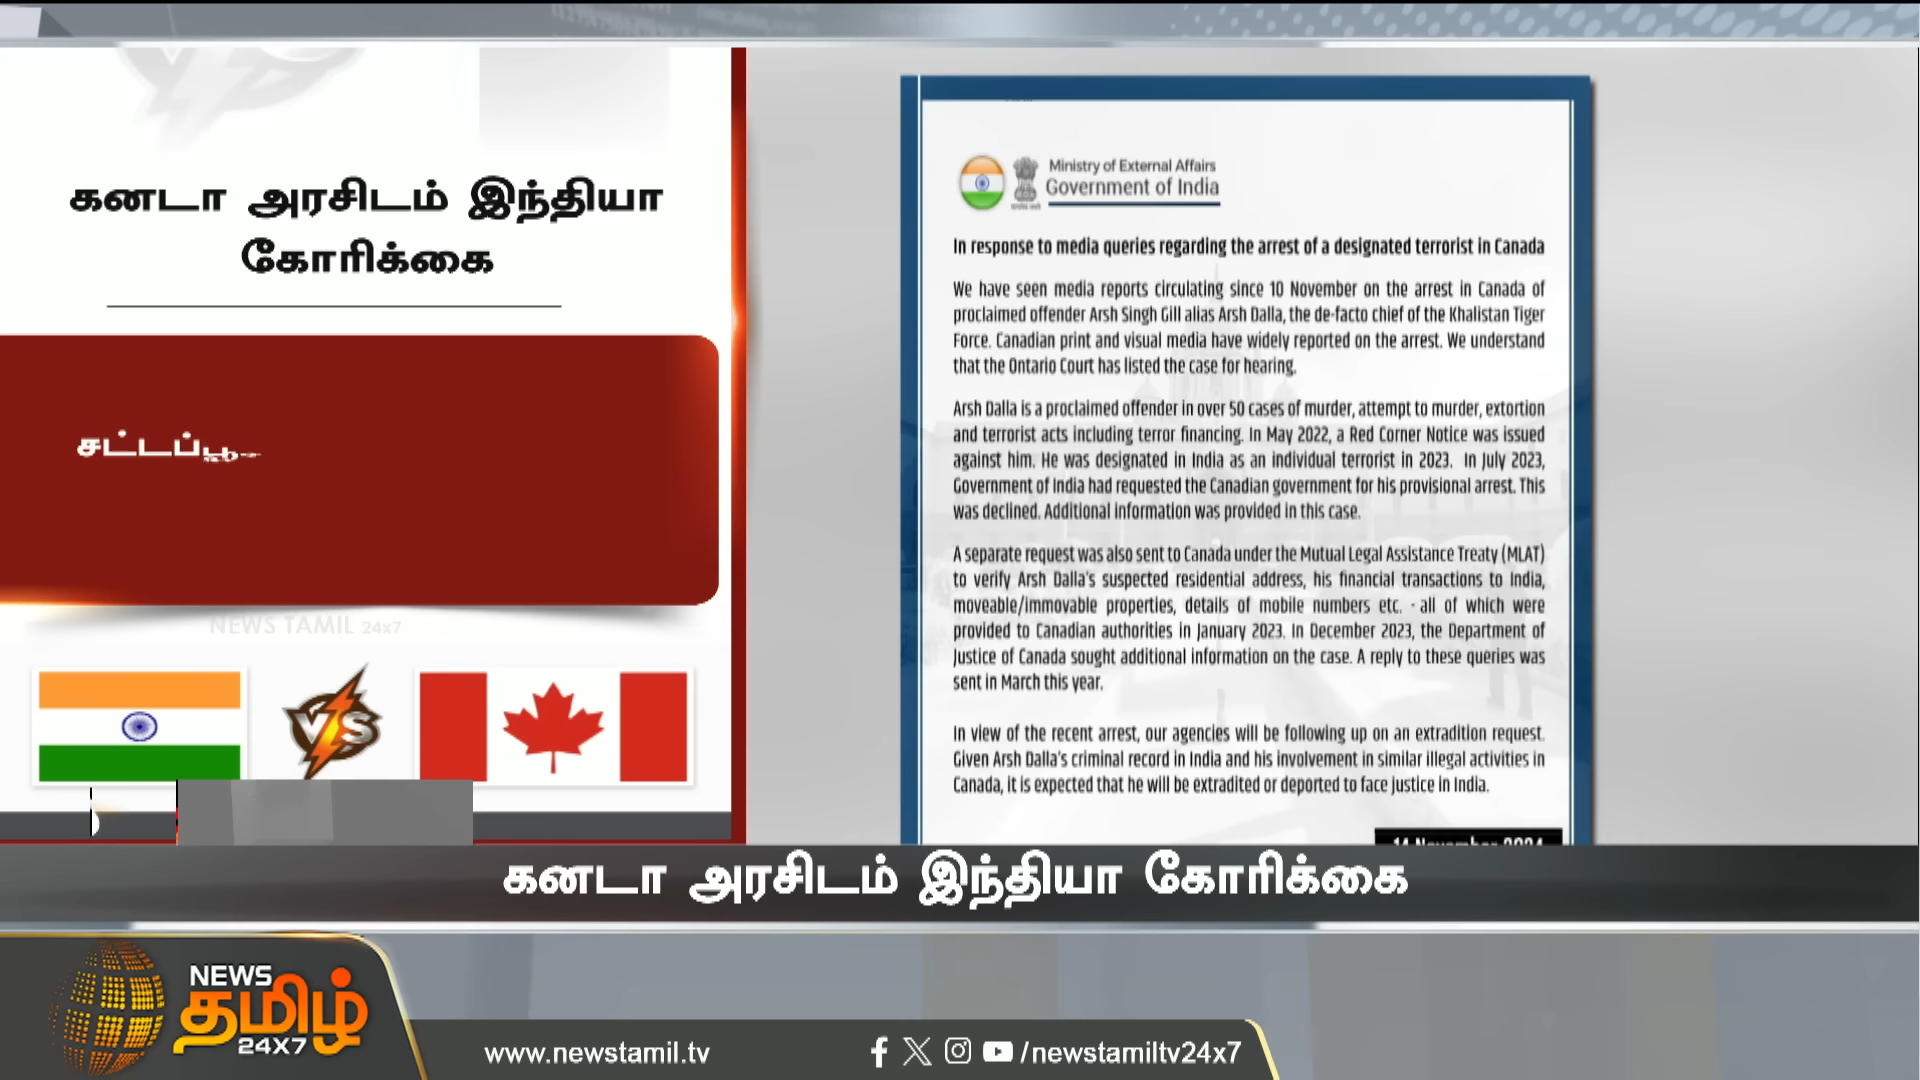 கனடா அரசிடம் இந்தியா
கோரிக்கை
NEWS TAMIL 24x7
VS
Ministry of External Affairs
Government of India
In response to media queries regarding the arrest of a designated terrorist in Canada
We have seen media reports circulating since 10 November on the arrest in Canada of
proclaimed offender Arsh Singh Gill alias Arsh Dalla, the de-facto chief of the Khalistan Tiger
Force. Canadian print and visual media have widely reported on the arrest. We understand
that the Ontario Court has listed the case for hearing.
Arsh Dalla is a proclaimed offender in over 50 cases of murder, attempt to murder, extortion
and terrorist acts including terror financing. In May 2022, a Red Corner Notice was issued
against him. He was designated in India as an individual terrorist in 2023. In July 2023,
Government of India had requested the Canadian government for his provisional arrest. This
was declined. Additional information was provided in this case.
A separate request was also sent to Canada under the Mutual Legal Assistance Treaty (MLAT)
to verify Arsh Dalla's suspected residential address, his financial transactions to India,
moveable/immovable properties, details of mobile numbers etc. - all of which were
provided to Canadian authorities in January 2023. In December 2023, the Department of
Justice of Canada sought additional information on the case. A reply to these queries was
sent in March this year.
In view of the recent arrest, our agencies will be following up on an extradition request.
Given Arsh Dalla's criminal record in India and his involvement in similar illegal activities in
Canada, it is expected that he will be extradited or deported to face justice in India.
14 November 2024
கனடா அரசிடம் இந்தியா கோரிக்கை
NEWS
தமிழ்
24X7
www.newstamil.tv
/newstamiltv24x7